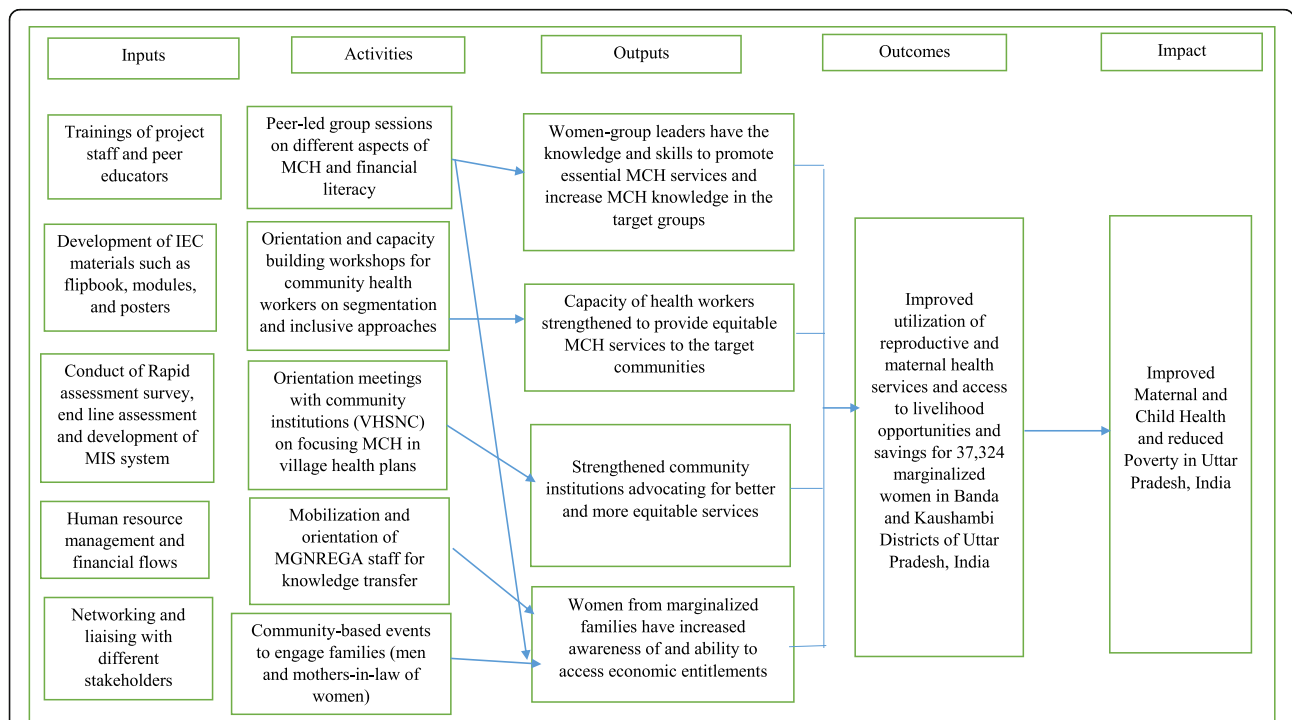 Inputs
Activities
Outputs
Outcomes
Impact
Trainings of project
staff and peer
educators
Development of IEC
materials such as
flipbook, modules,
and posters
Conduct of Rapid
assessment survey,
end line assessment
and development of
MIS system
Human resource
management and
financial flows
Networking and
liaising with
different
stakeholders
Peer-led group sessions
on different aspects of
MCH and financial
literacy
Orientation and capacity
building workshops for
community health
workers on segmentation
and inclusive approaches
Orientation meetings
with community
institutions (VHSNC)
on focusing MCH in
village health plans
Mobilization and
orientation of
MGNREGA staff for
knowledge transfer
Community-based events
to engage families (men
and mothers-in-law of
women)
Women-group leaders have the
knowledge and skills to promote
essential MCH services and
increase MCH knowledge in the
target groups
Capacity of health workers
strengthened to provide equitable
MCH services to the target
communities
Strengthened community
institutions advocating for better
and more equitable services
Women from marginalized
families have increased
awareness of and ability to
access economic entitlements
Improved
utilization of
reproductive and
maternal health
services and access
to livelihood
opportunities and
savings for 37,324
marginalized
women in Banda
and Kaushambi
Districts of Uttar
Pradesh, India
Improved
Maternal and
Child Health
and reduced
Poverty in Uttar
Pradesh, India